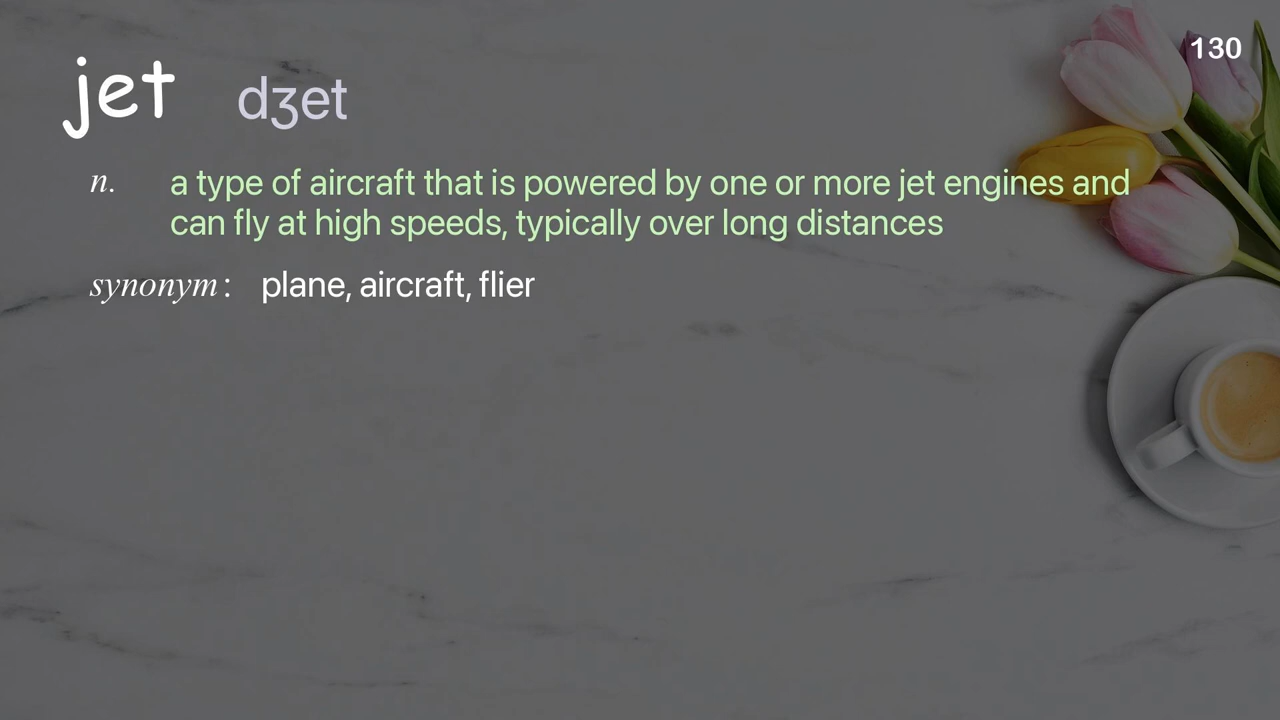 130
jet dʒet
n. a type of aircraft that is powered by one or more jet engines and
can fly at high speeds, typically over long distances
synonym : plane, aircraft, flier